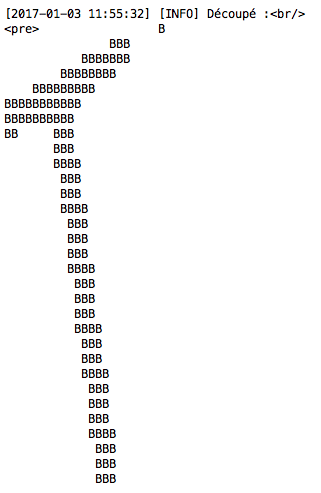 [2017-01-03 11:55:32] [INFO] Découpé :<br/>
<pre>                 B
               BBB
           BBBBBBB
        BBBBBBBB
    BBBBBBBBB
BBBBBBBBBBB
BBBBBBBBBB
BB     BBB
       BBB
       BBBB
        BBB
        BBB
        BBBB
         BBB
         BBB
         BBB
         BBBB
          BBB
          BBB
          BBB
          BBBB
           BBB
           BBB
           BBBB
            BBB
            BBB
            BBB
            BBBB
             BBB
             BBB
             BBB